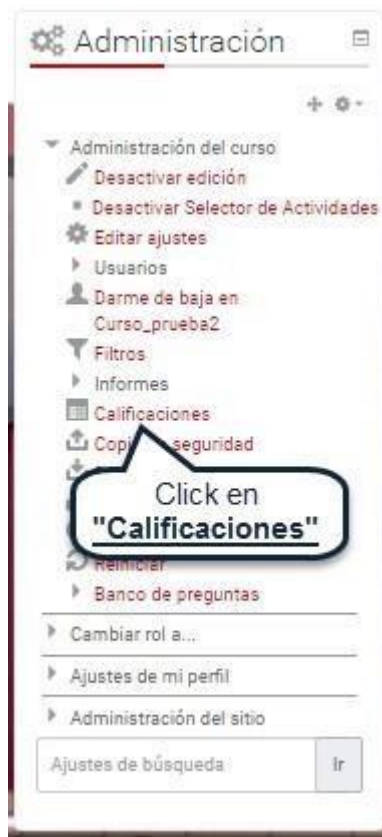 Administración
Administración del curso
Desactivar edición
Desactivar Selector de Actividades
Editar ajustes
Usuarios
Darme de baja en
Curso_prueba2
Filtros
Informes
Calificaciones
seguridad
Click en
"Calificaciones"
Reiniciar
Banco de preguntas
Cambiar rol a...
Ajustes de mi perfil
Administración del sitio
Ajustes de búsqueda Ir